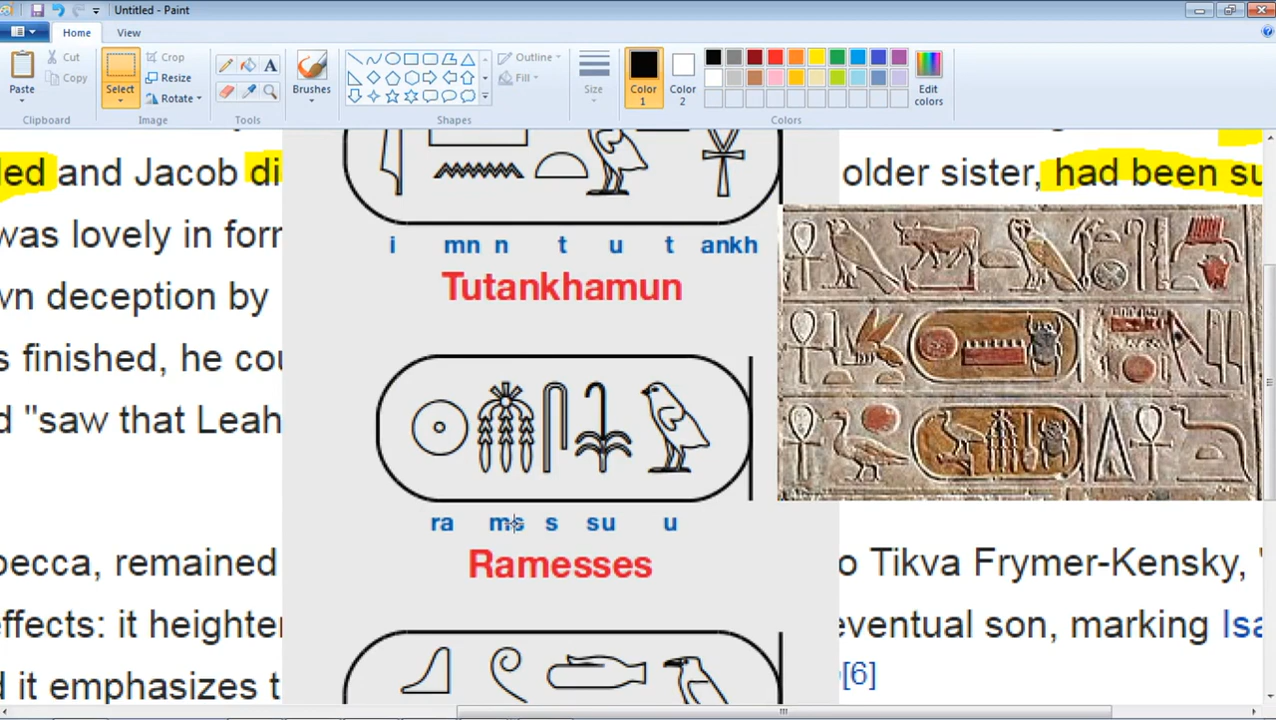 Untitled - Paint
Home
View
Paste
Cut
Copy
Clipboard
Select
Crop
Resize
Rotate
Image
Tools
Brushes
Shapes
Outline
Fill
Size
Color 1
Color 2
Edit colors
Colors
led and Jacob di
older sister, had been su
was lovely in forr
i mn n t u t ankh
Tutankhamun
wn deception by
s finished, he cou
d "saw that Leah
ra ms s su u
Ramesses
becca, remained
o Tikva Frymer-Kensky, "
effects: it heighter
eventual son, marking Isa
d it emphasizes t
[6]